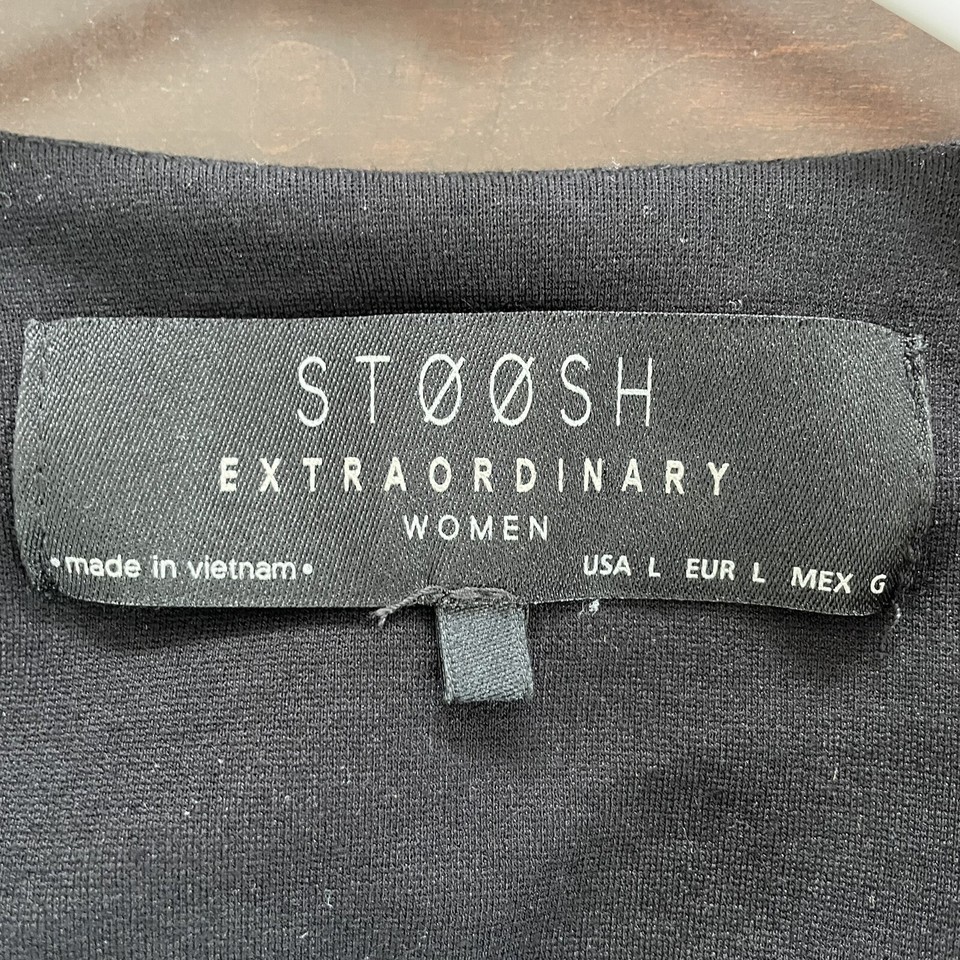 STØØSH
EXTRAORDINARY
WOMEN
•made in vietnam• USA L EUR L MEX G